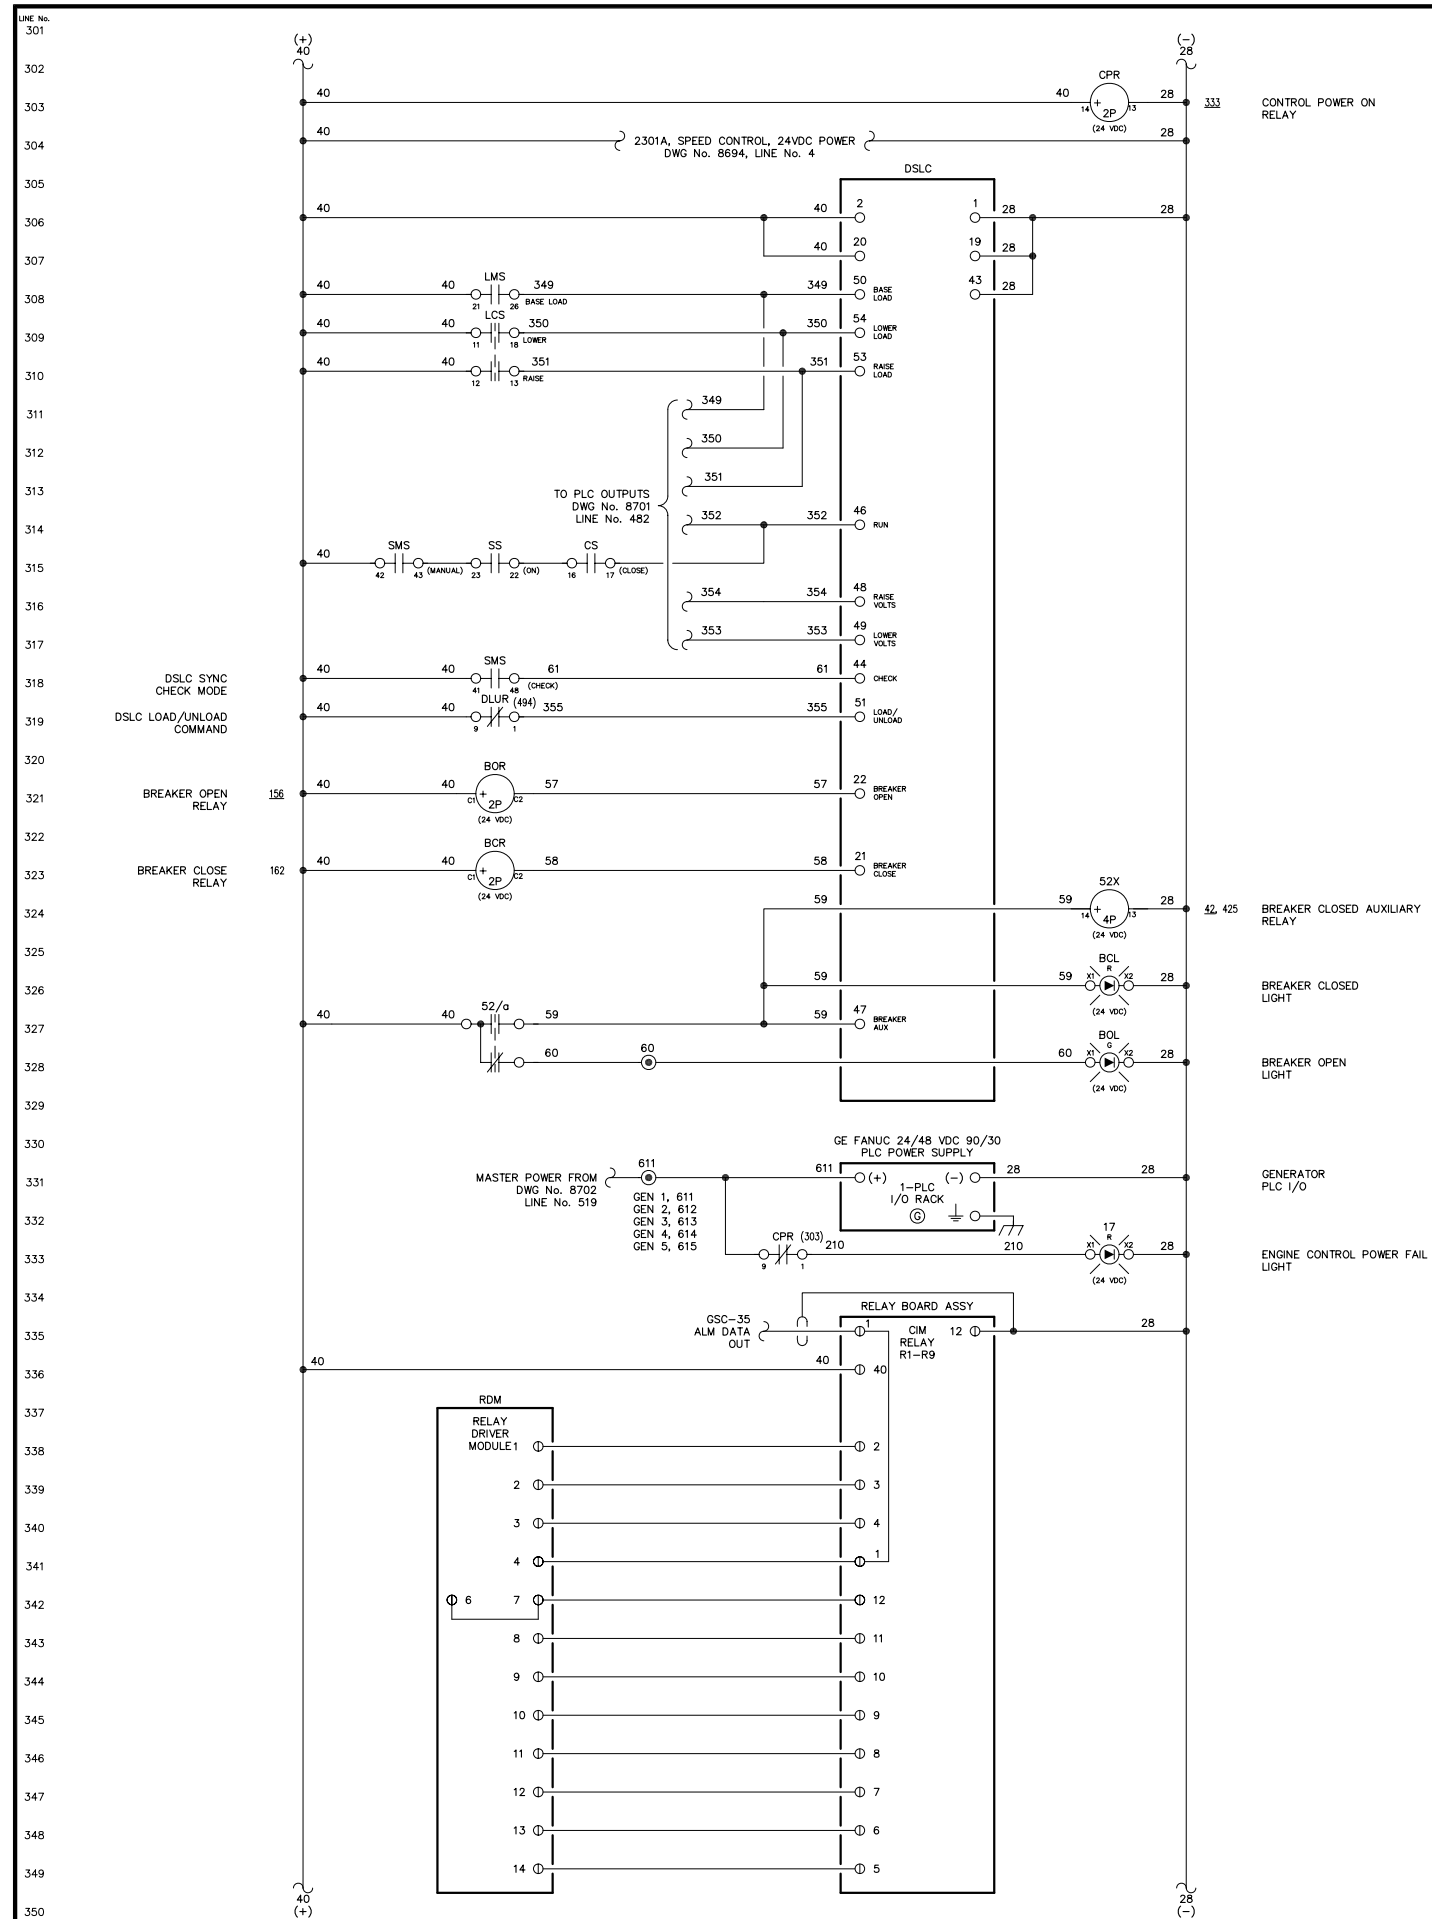 LINE No.
301
(+) (-)
40 28
302
CPR
303 40 40 14 + 13 28 333 CONTROL POWER ON
2P RELAY
(24 VDC)
304 40 2301A, SPEED CONTROL, 24VDC POWER 28
DWG No. 8694, LINE No. 4
305 DSLC
306 40 40 2 1 28 28
307 40 20 19 28
308 40 40 LMS 349 349 50 BASE LOAD 43 28
21 26 BASE LOAD
309 40 40 LCS 350 350 54 LOWER LOAD
11 18 LOWER
310 40 40 351 351 53 RAISE LOAD
12 13 RAISE
311 349
312 350
313 351
TO PLC OUTPUTS
DWG No. 8701
LINE No. 482
314 352 352 46 RUN
315 40 SMS SS CS
42 43 (MANUAL) 23 22 (ON) 16 17 (CLOSE)
316 354 354 48 RAISE VOLTS
317 353 353 49 LOWER VOLTS
318 DSLC SYNC CHECK MODE 40 40 SMS 61 61 44 CHECK
41 48 (CHECK)
319 DSLC LOAD/UNLOAD COMMAND 40 40 DLUR (494) 355 355 51 LOAD/ UNLOAD
9 1
320
BOR
321 BREAKER OPEN RELAY 156 40 40 C1 + C2 57 57 22 BREAKER OPEN
2P
(24 VDC)
322
BCR
323 BREAKER CLOSE RELAY 162 40 40 C1 + C2 58 58 21 BREAKER CLOSE
2P
(24 VDC)
52X
324 59 59 14 + 13 28 42, 425 BREAKER CLOSED AUXILIARY
4P RELAY
(24 VDC)
325
BCL
R
326 59 59 X1 X2 28 BREAKER CLOSED
LIGHT
(24 VDC)
327 40 40 52/a 59 59 47 BREAKER AUX
BOL
G
328 60 60 60 X1 X2 28 BREAKER OPEN
LIGHT
(24 VDC)
329
330 GE FANUC 24/48 VDC 90/30
PLC POWER SUPPLY
331 MASTER POWER FROM 611 611 (+) (-) 28 28 GENERATOR
DWG No. 8702 PLC I/O
LINE No. 519
1-PLC
I/O RACK
G
332
GEN 1, 611
GEN 2, 612
GEN 3, 613
GEN 4, 614
GEN 5, 615
17
R
333 CPR (303) 210 210 X1 X2 28 ENGINE CONTROL POWER FAIL
9 1 LIGHT
(24 VDC)
334 RELAY BOARD ASSY
335 GSC-35 1 CIM 12 28
ALM DATA RELAY
OUT R1-R9
336 40 40 40
337 RDM
RELAY
DRIVER
338 MODULE 1 2
339 2 3
340 3 4
341 4 1
342 6 7 12
343 8 11
344 9 10
345 10 9
346 11 8
347 12 7
348 13 6
349 14 5
40 28
350 (+) (-)